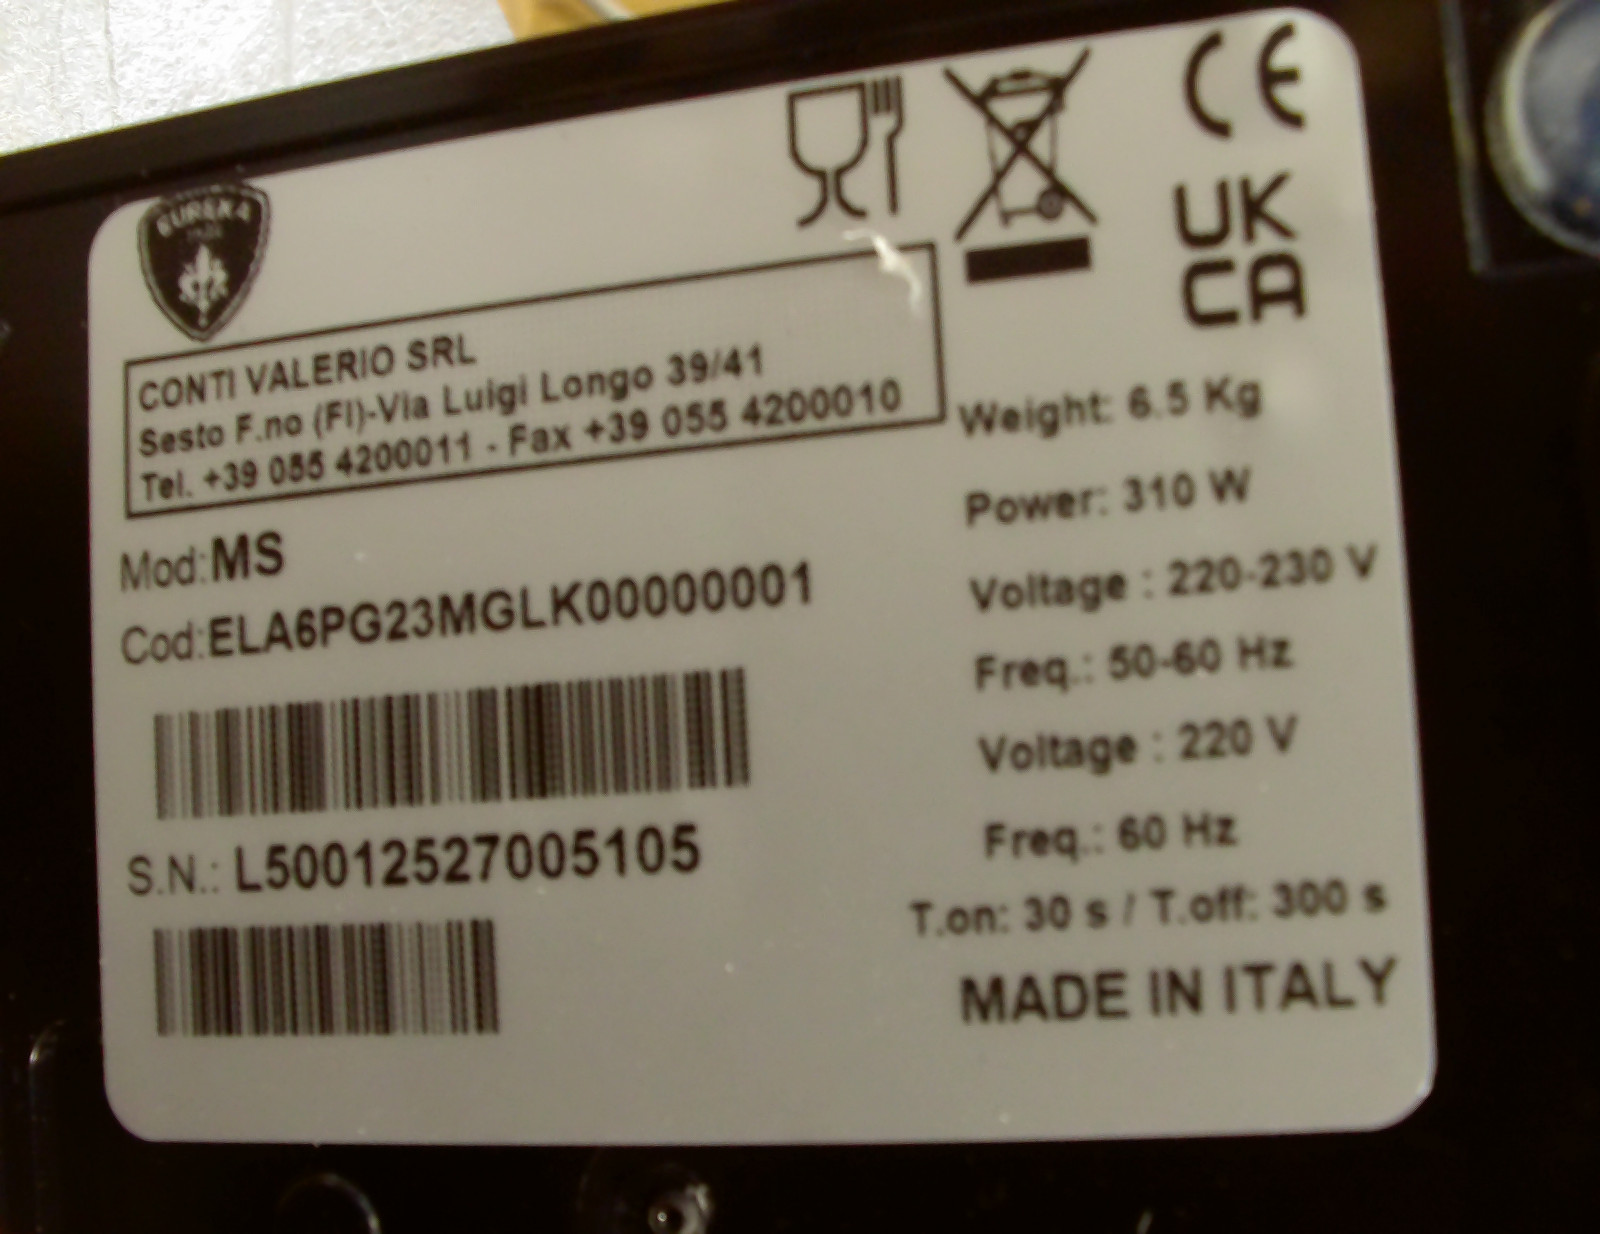 EUREKA
CE
UK
CA
CONTI VALERIO SRL
Sesto F.no (FI)-Via Luigi Longo 39/41
Tel. +39 055 4200011 - Fax +39 055 4200010
Mod:MS
Cod:ELA6PG23MGLK00000001
S.N.: L50012527005105
Weight: 6.5 Kg
Power: 310 W
Voltage : 220-230 V
Freq.: 50-60 Hz
Voltage : 220 V
Freq.: 60 Hz
T.on: 30 s / T.off: 300 s
MADE IN ITALY